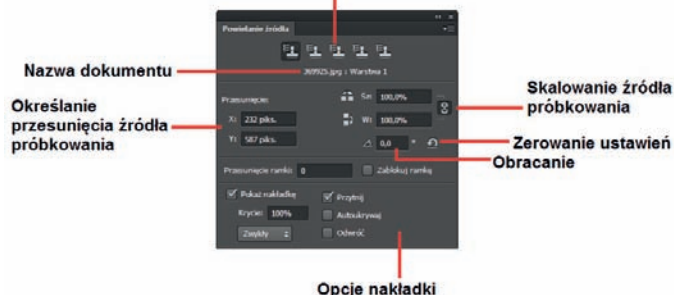 Powielanie źródła
Nazwa dokumentu
J69925.jpg : Warstwa 1
Określanie
przesunięcia źródła
próbkowania
Przesunięcie:
X: 232 piks.
Y: 587 piks.
Sz: 100,0%
W: 100,0%
0,0 °
Skalowanie źródła
próbkowania
Zerowanie ustawień
Obracanie
Przesunięcie ramki: 0
Zablokuj ramkę
Pokaż nakładkę
Przytnij
Krycie: 100%
Autoukrywaj
Zwykły
Odwróć
Opcje nakładki